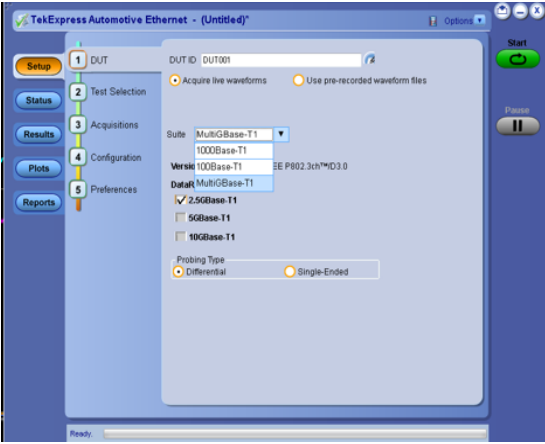 TekExpress Automotive Ethernet - (Untitled)*
Options
Start
Pause
Setup
Status
Results
Plots
Reports
1 DUT
2 Test Selection
3 Acquisitions
4 Configuration
5 Preferences
DUT ID DUT001
Acquire live waveforms
Use pre-recorded waveform files
Suite MultiGBase-T1
1000Base-T1
Versio 100Base-T1 EE P802.3ch™/D3.0
DataR MultiGBase-T1
2.5GBase-T1
5GBase-T1
10GBase-T1
Probing Type
Differential
Single-Ended
Ready.